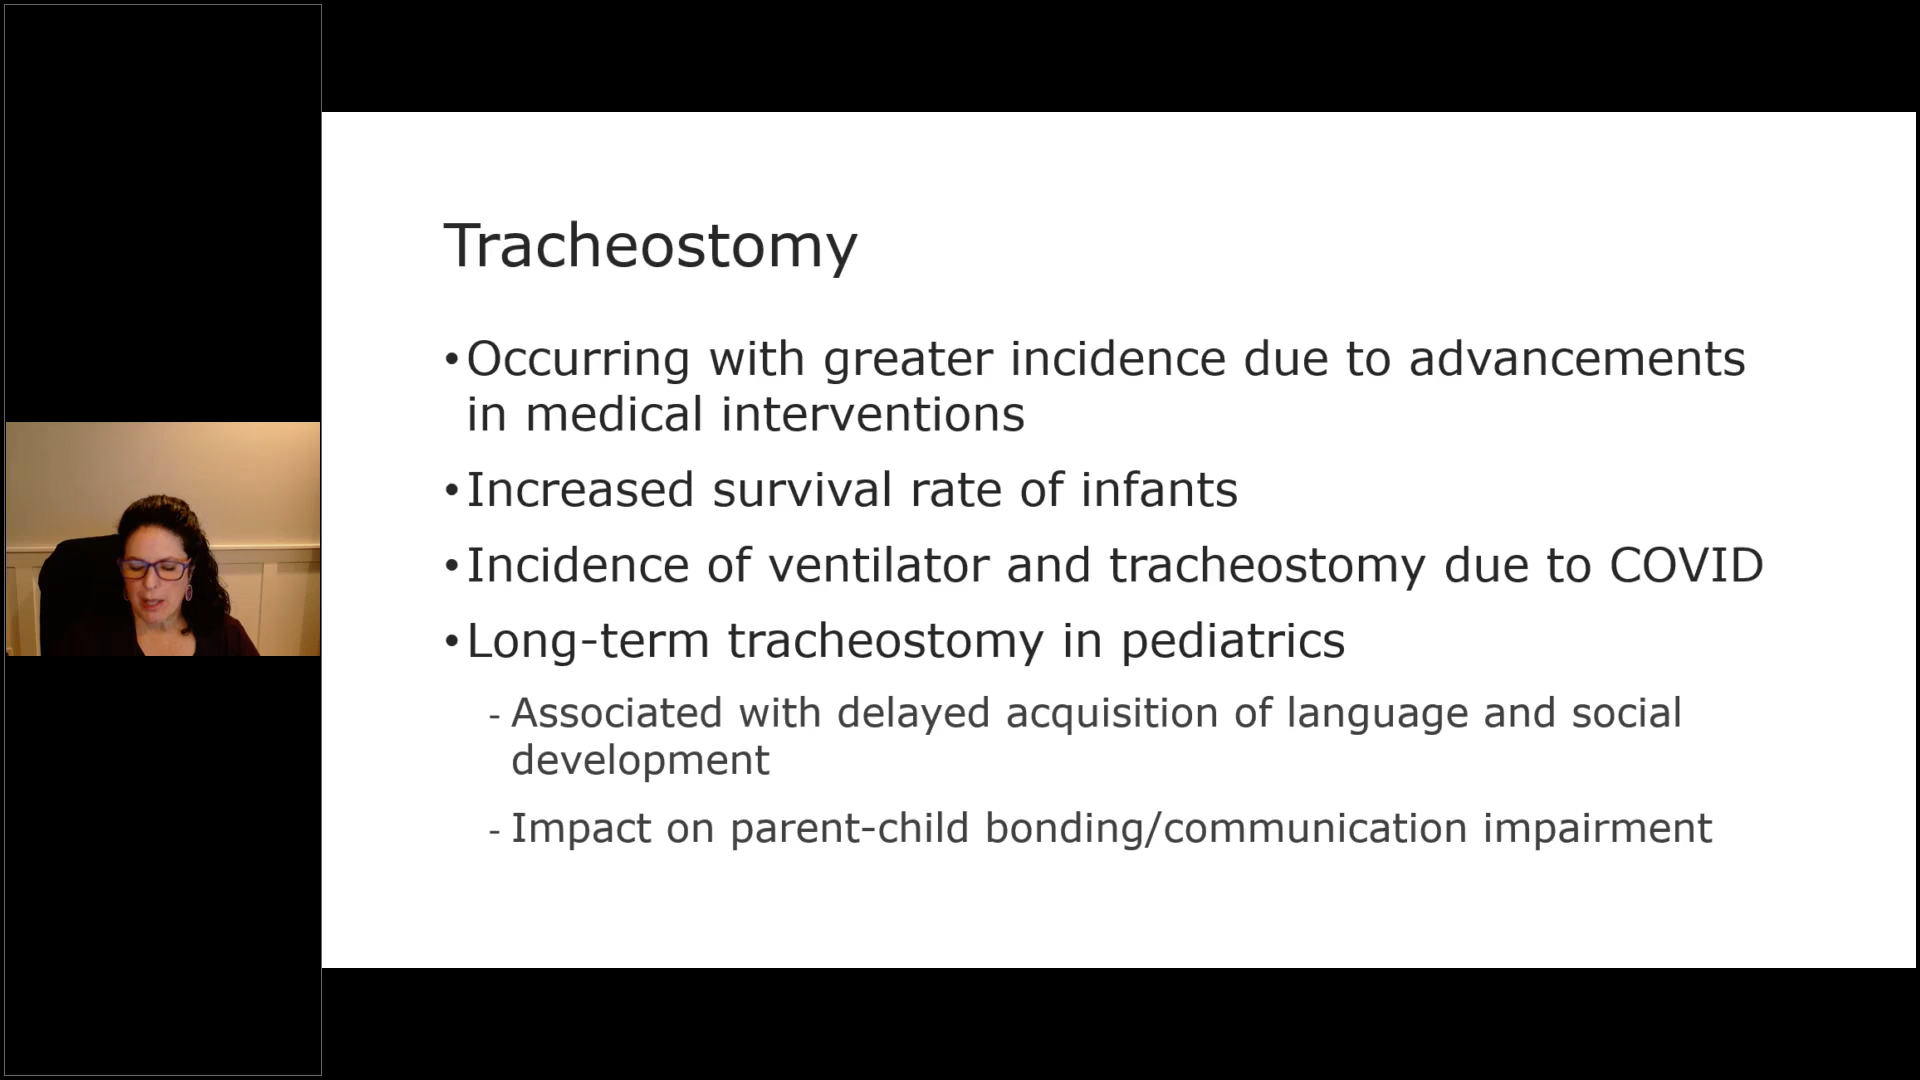 Tracheostomy
•Occurring with greater incidence due to advancements
in medical interventions
•Increased survival rate of infants
•Incidence of ventilator and tracheostomy due to COVID
•Long-term tracheostomy in pediatrics
- Associated with delayed acquisition of language and social
development
- Impact on parent-child bonding/communication impairment